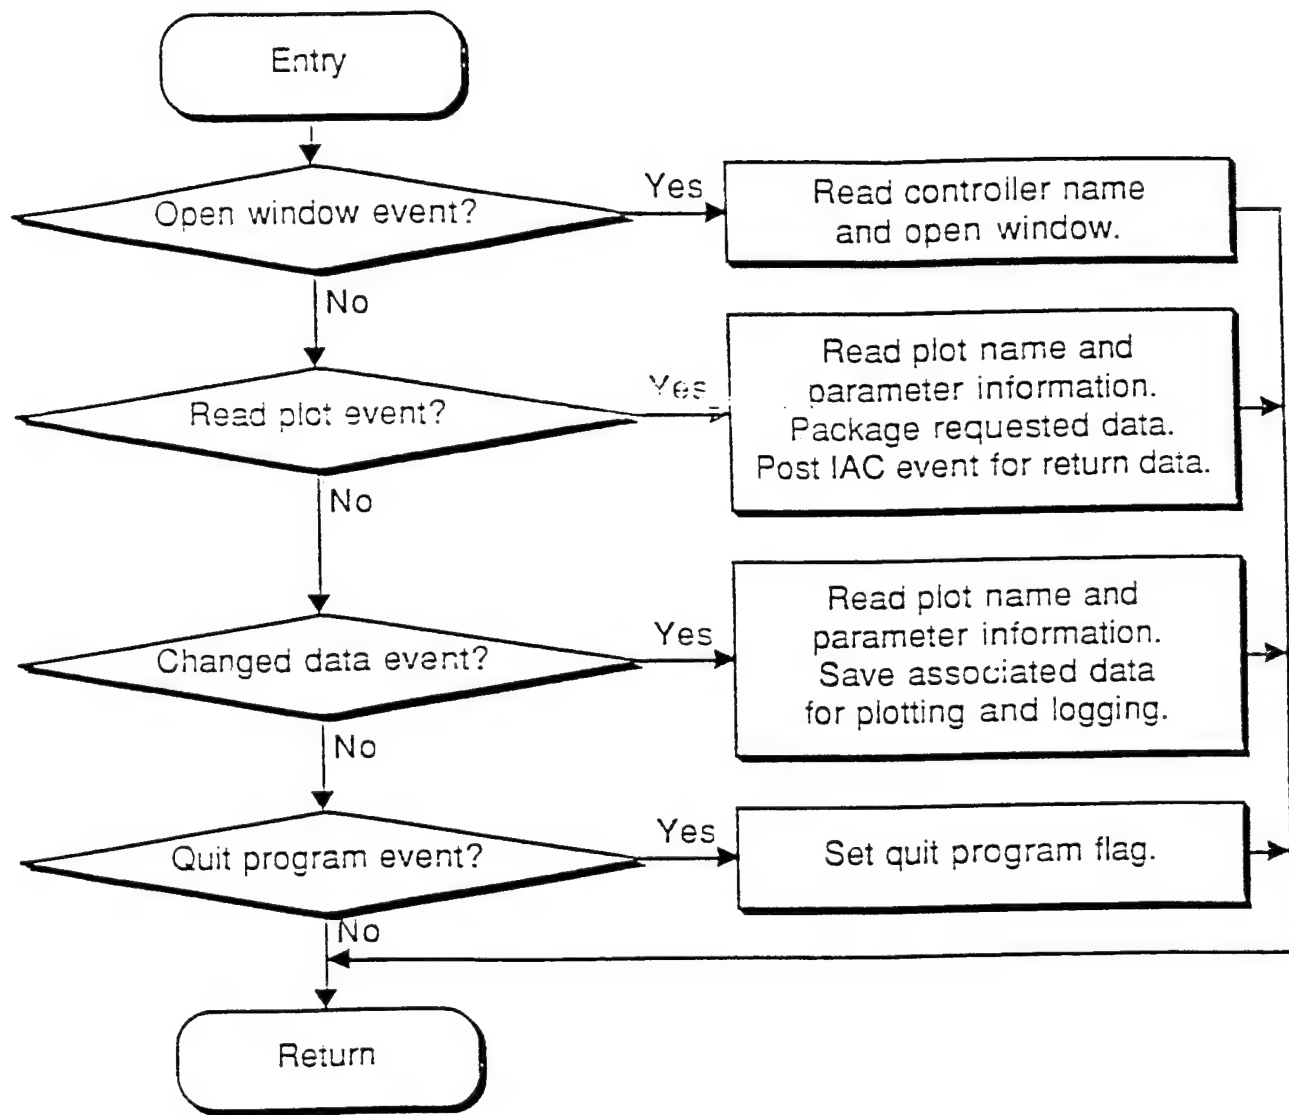 Entry
Open window event?
Yes
Read controller name
and open window.
No
Read plot event?
Yes
Read plot name and
parameter information.
Package requested data.
Post IAC event for return data.
No
Changed data event?
Yes
Read plot name and
parameter information.
Save associated data
for plotting and logging.
No
Quit program event?
Yes
Set quit program flag.
No
Return